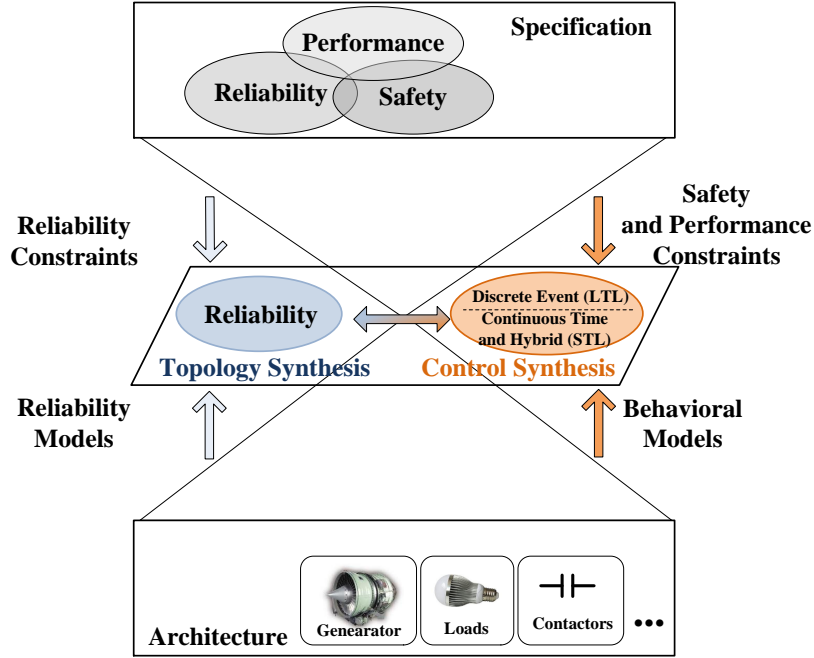 Specification
Performance
Reliability
Safety
Reliability
Constraints
Safety
and Performance
Constraints
Reliability
Discrete Event (LTL)
Continuous Time
and Hybrid (STL)
Topology Synthesis
Control Synthesis
Reliability
Models
Behavioral
Models
Genearator
Loads
Contactors
Architecture